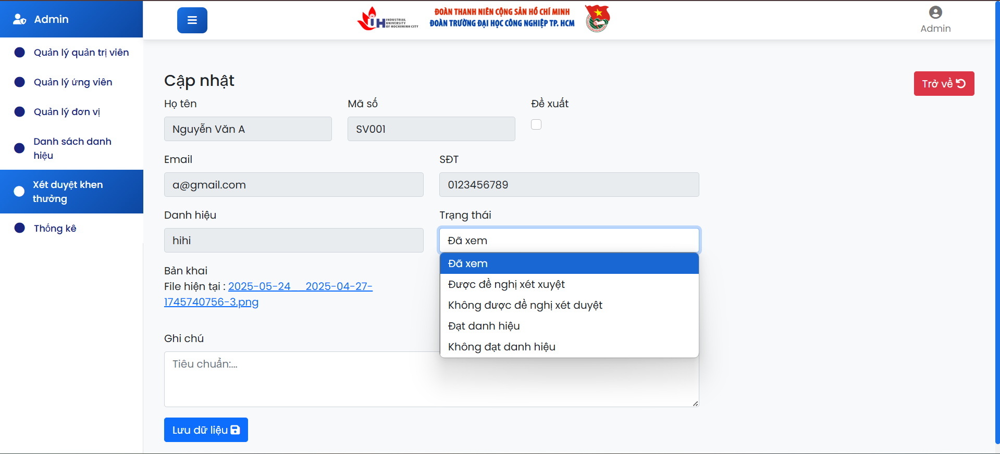 Admin
Quản lý quản trị viên
Quản lý ứng viên
Quản lý đơn vị
Danh sách danh
hiệu
Xét duyệt khen
thưởng
Thống kê
IUH INDUSTRIAL
UNIVERSITY
OF HOCHIMINH CITY
ĐOÀN THANH NIÊN CỘNG SẢN HỒ CHÍ MINH
ĐOÀN TRƯỜNG ĐẠI HỌC CÔNG NGHIỆP TP. HCM
Admin
Cập nhật
Trở về
Họ tên
Mã số
Đề xuất
Nguyễn Văn A
SV001
Email
SĐT
a@gmail.com
0123456789
Danh hiệu
Trạng thái
hihi
Đã xem
Đã xem
Được đề nghị xét xuyệt
Không được đề nghị xét duyệt
Đạt danh hiệu
Không đạt danh hiệu
Bản khai
File hiện tại : 2025-05-24__2025-04-27-
1745740756-3.png
Ghi chú
Tiêu chuẩn:...
Lưu dữ liệu